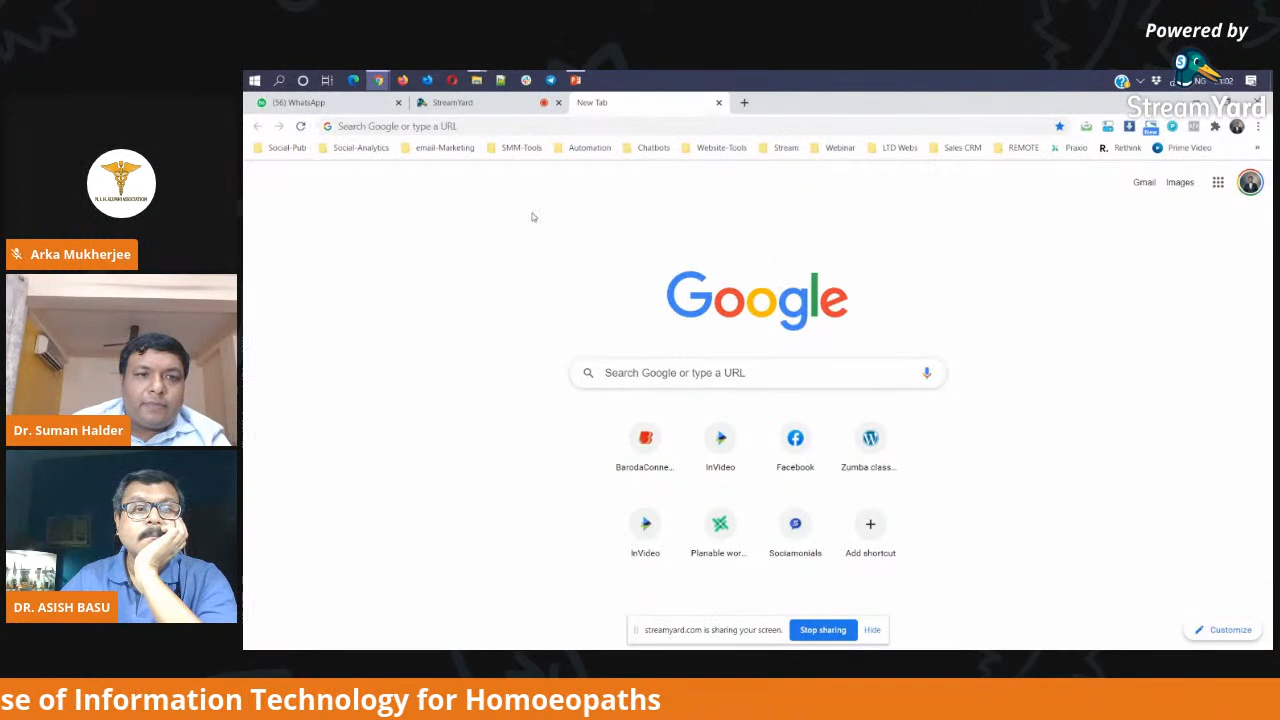 Powered by
StreamYard
(56) WhatsApp
StreamYard
New Tab
Search Google or type a URL
Social-Pub
Social-Analytics
email-Marketing
SMM-Tools
Automation
Chatbots
Website-Tools
Stream
Webinar
LTD Webs
Sales CRM
REMOTE
Praxio
R. Rethink
Prime Video
New
Gmail
Images
Google
Search Google or type a URL
BarodaConne...
InVideo
Facebook
Zumba class...
InVideo
Planable wor...
Sociamonials
Add shortcut
streamyard.com is sharing your screen.
Stop sharing
Hide
Customize
Arka Mukherjee
Dr. Suman Halder
DR. ASISH BASU
se of Information Technology for Homoeopaths